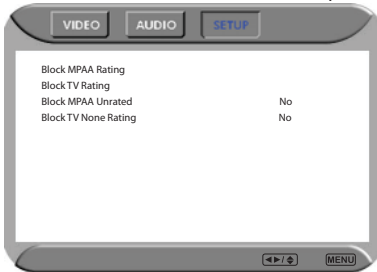 VIDEO AUDIO SETUP
Block MPAA Rating
Block TV Rating
Block MPAA Unrated No
Block TV None Rating No
◄►/♦ MENU